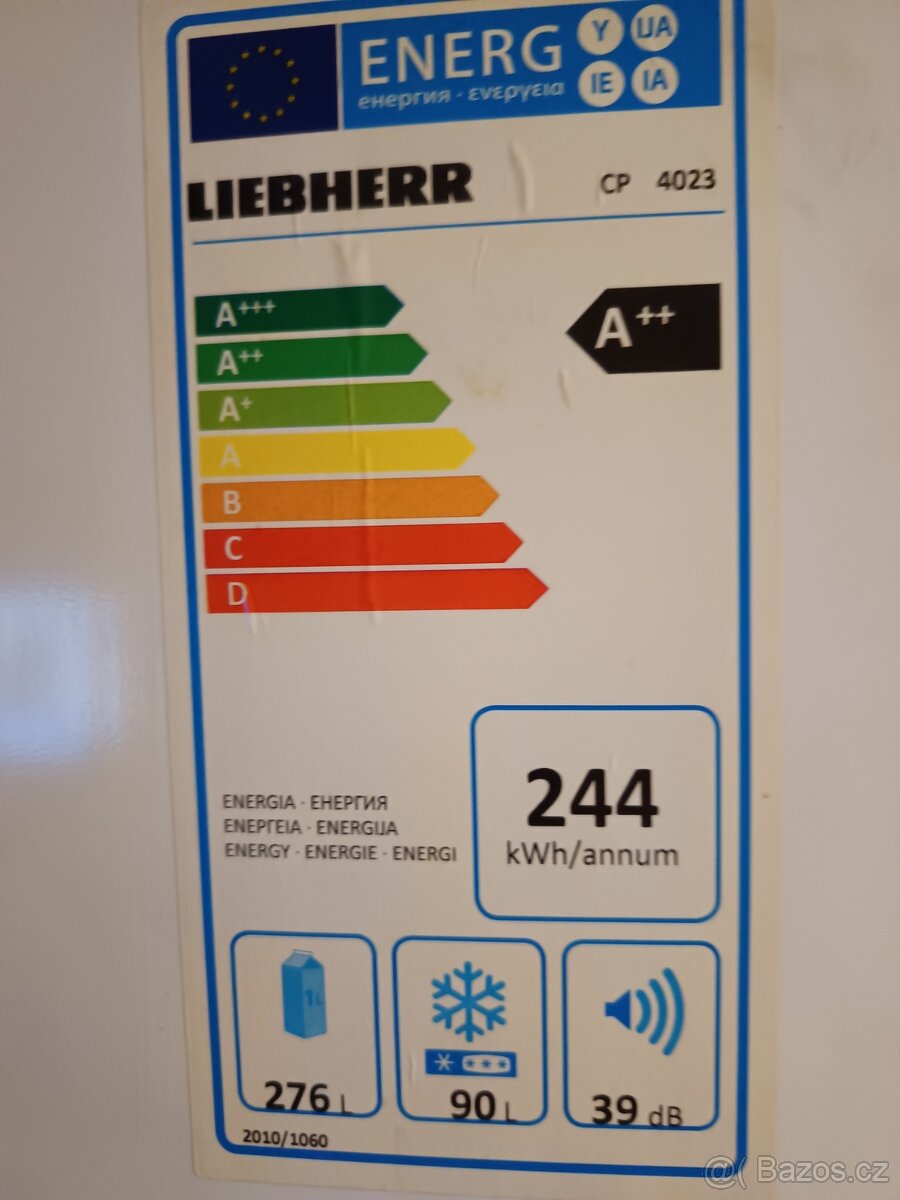 ENERG Y IJA
енергия · ενεργεια IE IA
LIEBHERR CP 4023
A+++
A++
A++
A+
A
B
C
D
244
kWh/annum
ENERGIA · ЕНЕРГИЯ
ΕΝΕΡΓΕΙΑ · ENERGIJA
ENERGY · ENERGIE · ENERGI
1L
276 L
90 L
39 dB
2010/1060
@ Bazos.cz